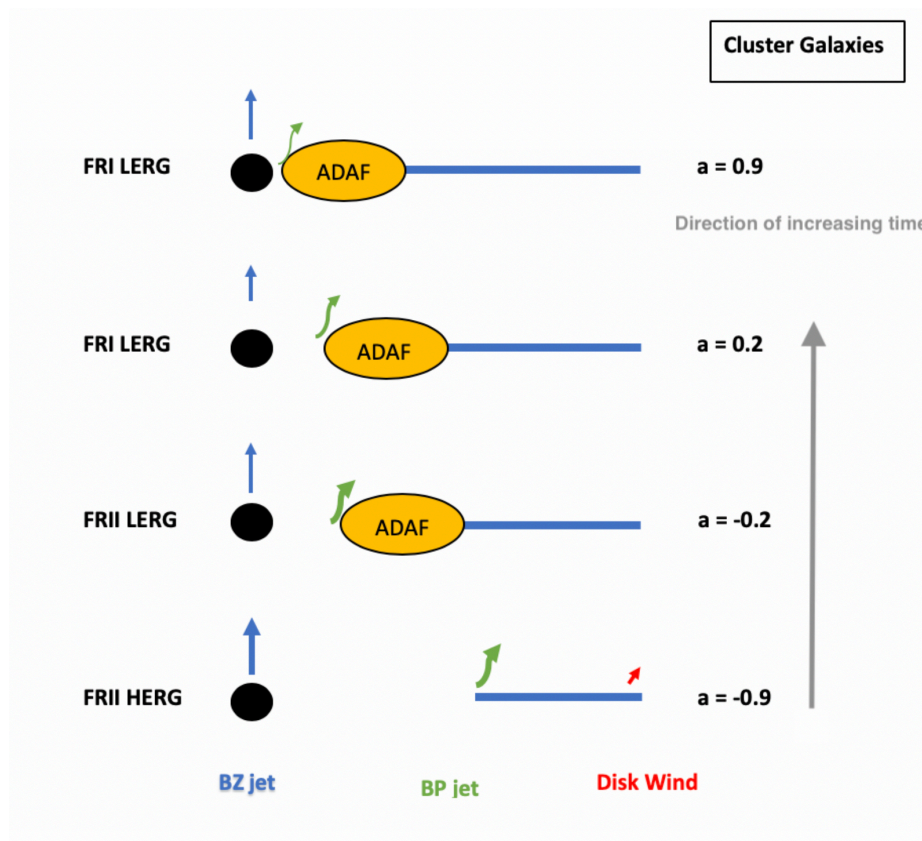 Cluster Galaxies
FRI LERG
ADAF
a = 0.9
Direction of increasing time
FRI LERG
ADAF
a = 0.2
FRII LERG
ADAF
a = -0.2
FRII HERG
a = -0.9
BZ jet
BP jet
Disk Wind